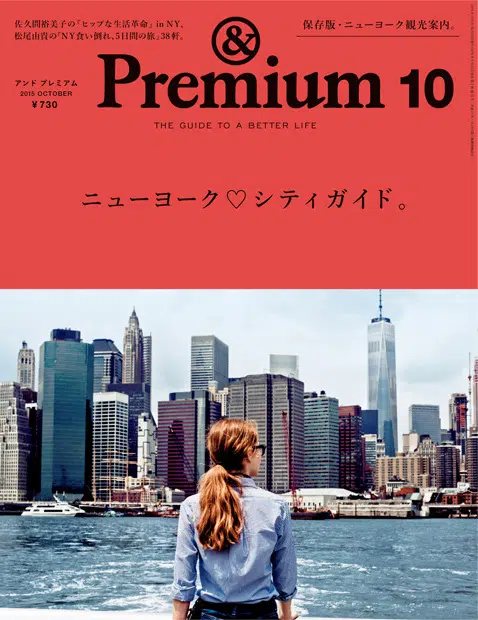 佐久間裕美子の「ヒップな生活革命」in NY、
松尾由貴の「NY食い倒れ、5日間の旅」38軒。
保存版・ニューヨーク観光案内。
&
Premium 10
アンド プレミアム
2015 OCTOBER
¥730
THE GUIDE TO A BETTER LIFE
ニューヨーク♡シティガイド。